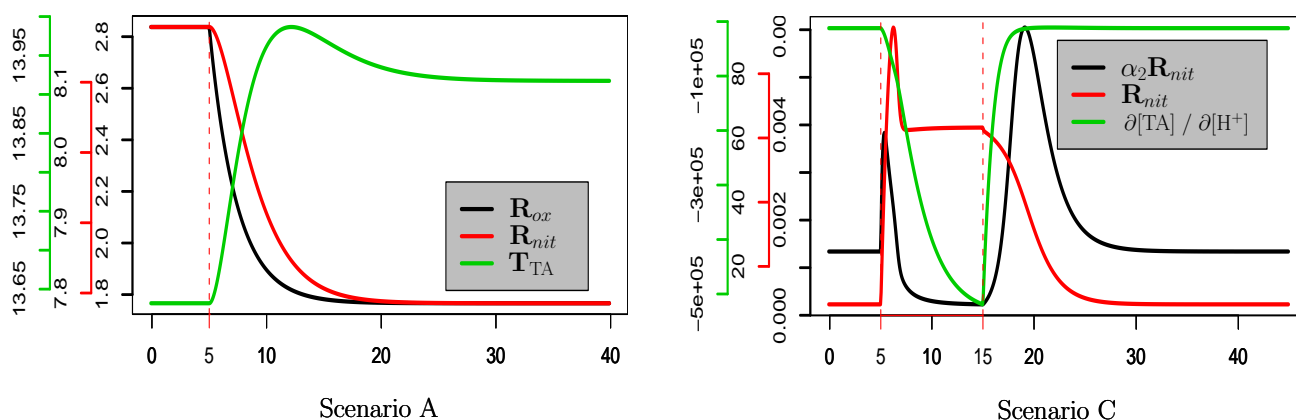 13.65 13.75 13.85 13.95
7.8 7.9 8.0 8.1
1.8 2.0 2.2 2.4 2.6 2.8
R_ox
R_nit
T_TA
0 5 10 20 30 40
Scenario A
-5e+05 -3e+05 -1e+05
20 40 60 80
0.000 0.002 0.004 0.00
α₂R_nit
R_nit
∂[TA] / ∂[H⁺]
0 5 10 15 20 30 40
Scenario C